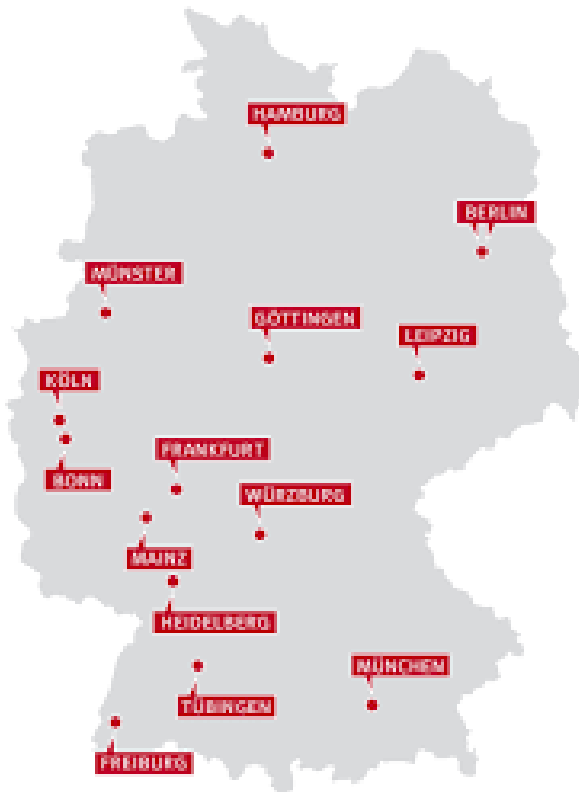 HAMBURG
BERLIN
MÜNSTER
GÖTTINGEN
LEIPZIG
KÖLN
FRANKFURT
BONN
WÜRZBURG
MAINZ
HEIDELBERG
MÜNCHEN
TÜBINGEN
FREIBURG